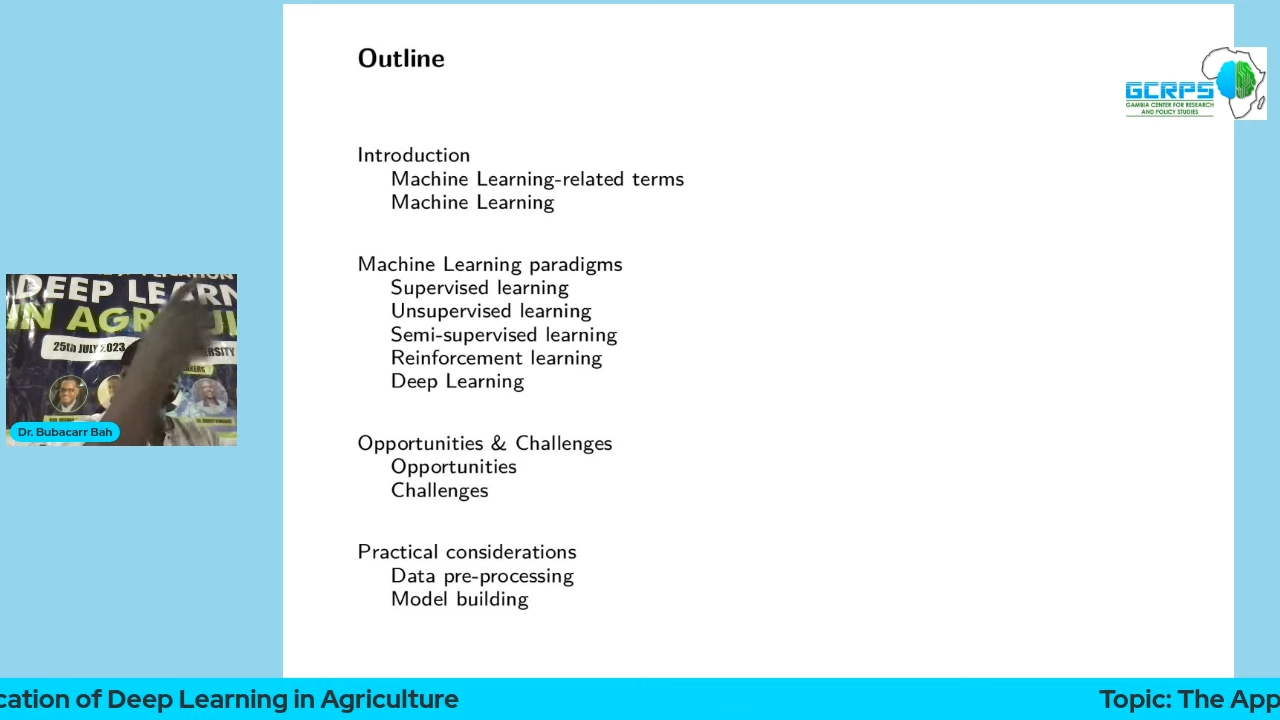 Outline
GCRPS
GAMBIA CENTER FOR RESEARCH
AND POLICY STUDIES
Introduction
Machine Learning-related terms
Machine Learning
Machine Learning paradigms
Supervised learning
Unsupervised learning
Semi-supervised learning
Reinforcement learning
Deep Learning
Opportunities & Challenges
Opportunities
Challenges
Practical considerations
Data pre-processing
Model building
DEEP LEARN
IN AGR
25th JULY 2023
Dr. Bubacarr Bah
cation of Deep Learning in Agriculture
Topic: The App